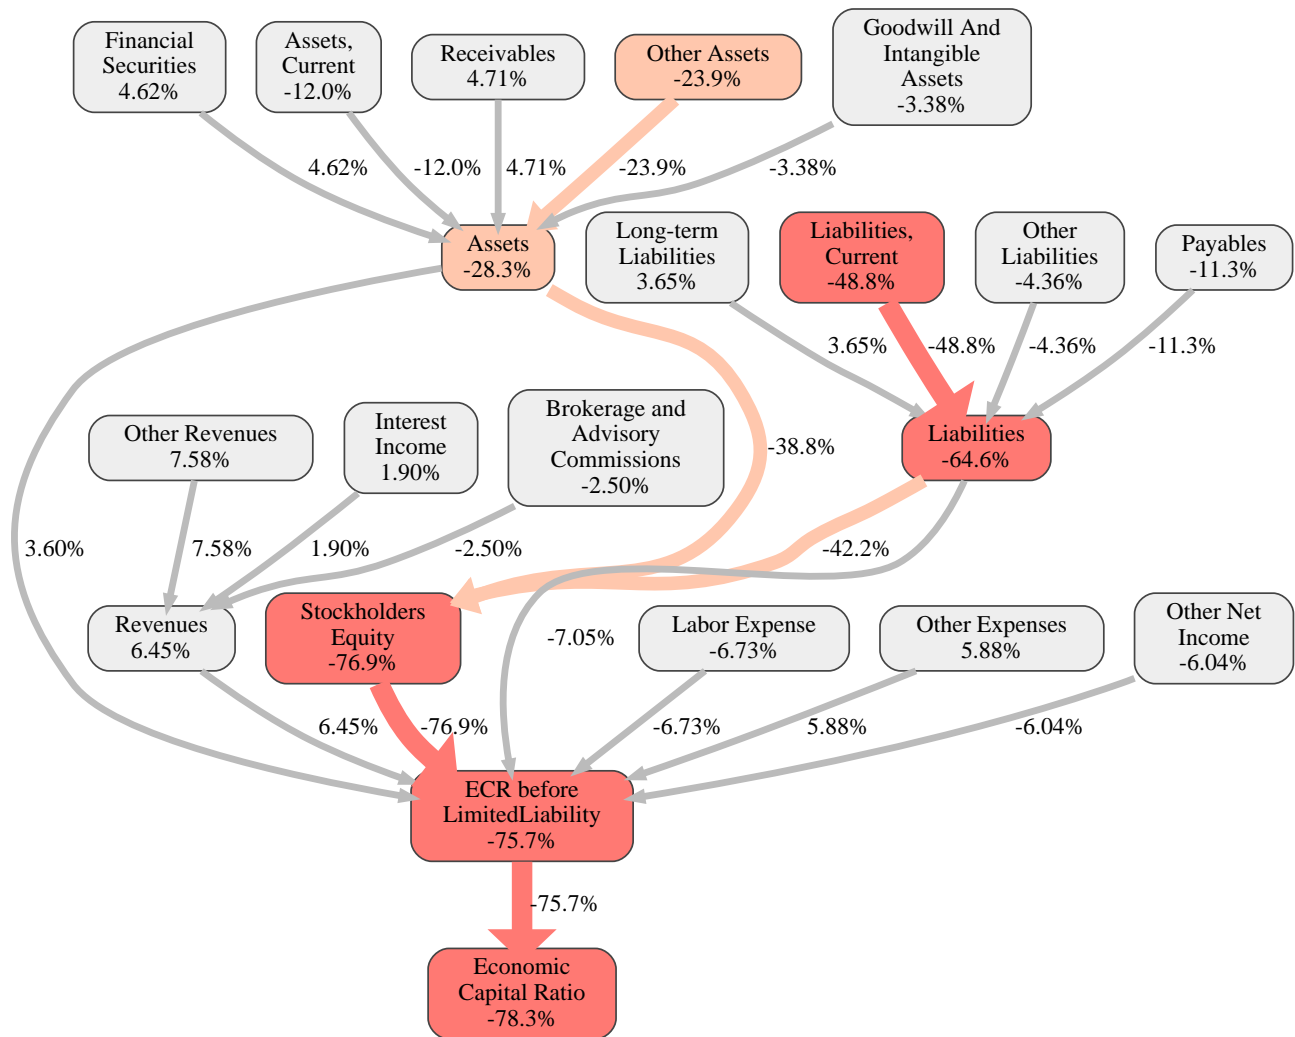 Financial
Securities
4.62%
Assets,
Current
-12.0%
Receivables
4.71%
Other Assets
-23.9%
Goodwill And
Intangible
Assets
-3.38%
4.62%
-12.0%
4.71%
-23.9%
-3.38%
Assets
-28.3%
Long-term
Liabilities
3.65%
Liabilities,
Current
-48.8%
Other
Liabilities
-4.36%
Payables
-11.3%
3.65%
-48.8%
-4.36%
-11.3%
Other Revenues
7.58%
Interest
Income
1.90%
Brokerage and
Advisory
Commissions
-2.50%
-38.8%
Liabilities
-64.6%
3.60%
7.58%
1.90%
-2.50%
-42.2%
Revenues
6.45%
Stockholders
Equity
-76.9%
-7.05%
Labor Expense
-6.73%
Other Expenses
5.88%
Other Net
Income
-6.04%
6.45%
-76.9%
-6.73%
5.88%
-6.04%
ECR before
LimitedLiability
-75.7%
-75.7%
Economic
Capital Ratio
-78.3%